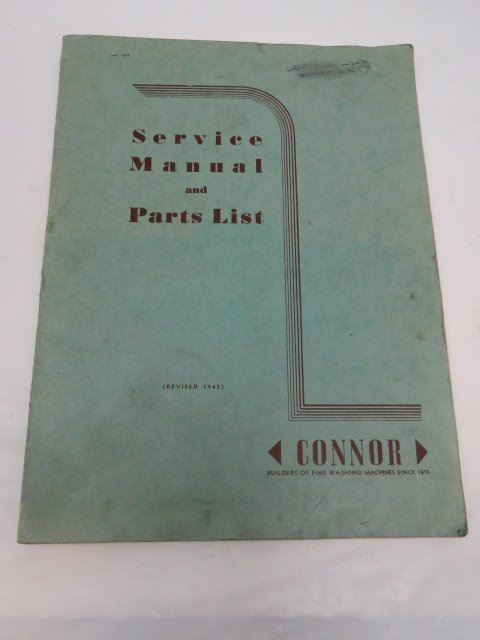 Service
Manual
and
Parts List
(REVISED 1945)
CONNOR
BUILDERS OF FINE WASHING MACHINES SINCE 1875